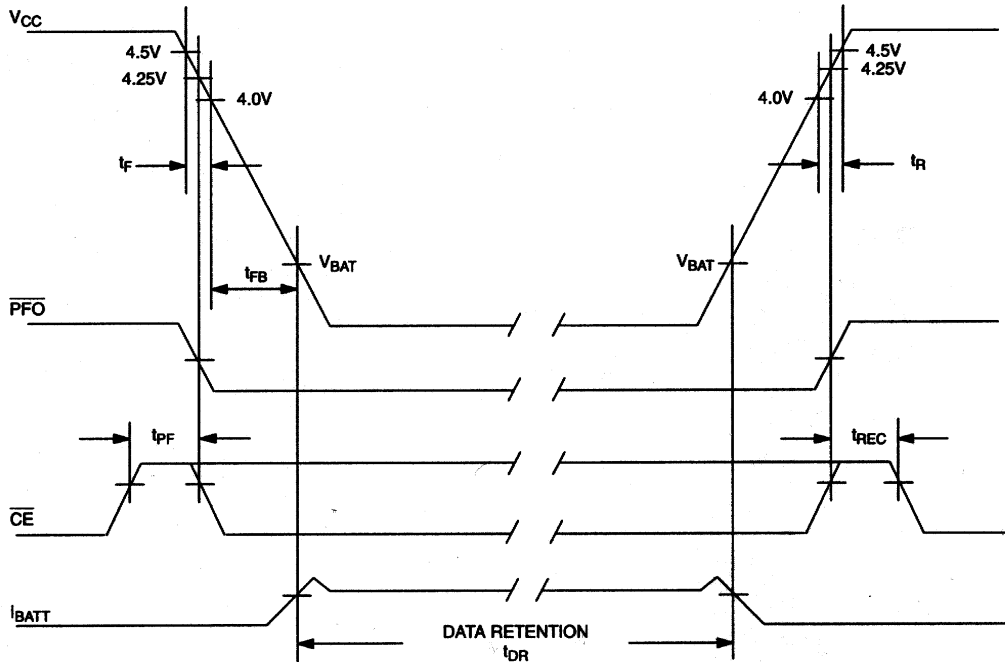 VCC
4.5V
4.25V
4.0V
tF
4.5V
4.25V
4.0V
tR
VBAT
VBAT
tFB
PFO
tPF
tREC
CE
IBATT
DATA RETENTION
tDR